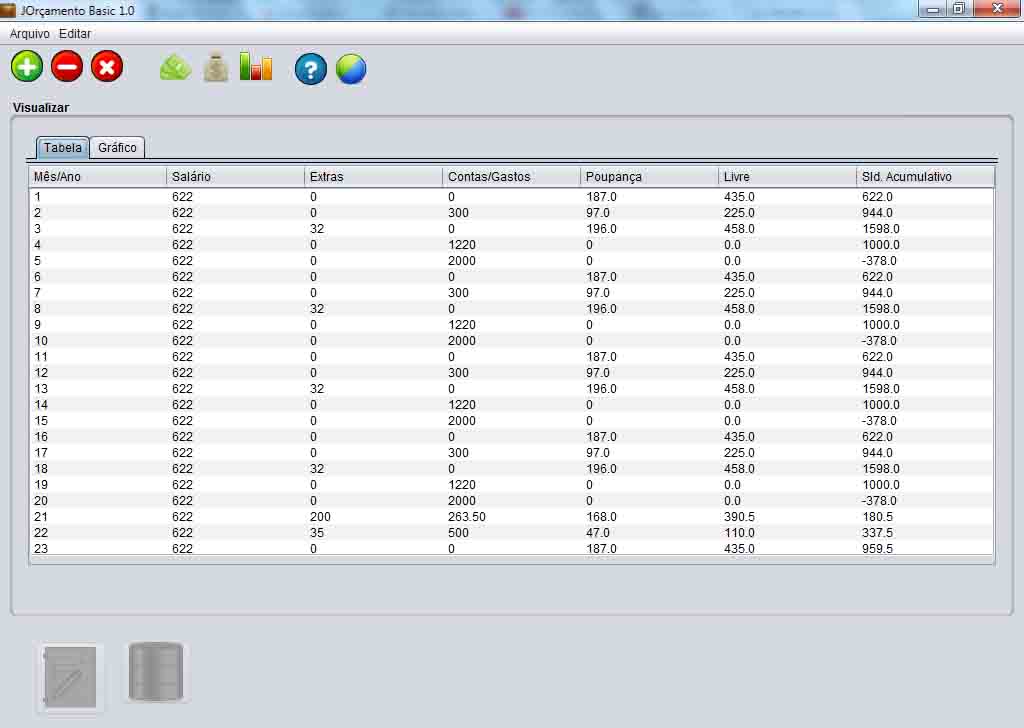 JOrçamento Basic 1.0
Arquivo Editar
?
$
Visualizar
Tabela Gráfico
Mês/Ano Salário Extras Contas/Gastos Poupança Livre Sld. Acumulativo
1 622 0 0 187.0 435.0 622.0
2 622 0 300 97.0 225.0 944.0
3 622 32 0 196.0 458.0 1598.0
4 622 0 1220 0 0.0 1000.0
5 622 0 2000 0 0.0 -378.0
6 622 0 0 187.0 435.0 622.0
7 622 0 300 97.0 225.0 944.0
8 622 32 0 196.0 458.0 1598.0
9 622 0 1220 0 0.0 1000.0
10 622 0 2000 0 0.0 -378.0
11 622 0 0 187.0 435.0 622.0
12 622 0 300 97.0 225.0 944.0
13 622 32 0 196.0 458.0 1598.0
14 622 0 1220 0 0.0 1000.0
15 622 0 2000 0 0.0 -378.0
16 622 0 0 187.0 435.0 622.0
17 622 0 300 97.0 225.0 944.0
18 622 32 0 196.0 458.0 1598.0
19 622 0 1220 0 0.0 1000.0
20 622 0 2000 0 0.0 -378.0
21 622 200 263.50 168.0 390.5 180.5
22 622 35 500 47.0 110.0 337.5
23 622 0 0 187.0 435.0 959.5